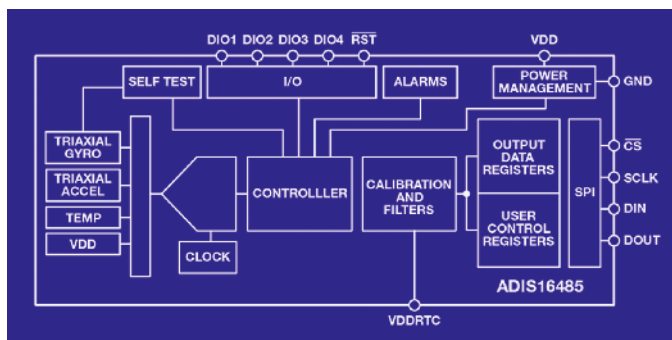 DIO1 DIO2 DIO3 DIO4 RST VDD
SELF TEST
I/O
ALARMS
POWER
MANAGEMENT
GND
TRIAXIAL
GYRO
TRIAXIAL
ACCEL
TEMP
VDD
CLOCK
CONTROLLLER
CALIBRATION
AND
FILTERS
OUTPUT
DATA
REGISTERS
USER
CONTROL
REGISTERS
SPI
CS
SCLK
DIN
DOUT
ADIS16485
VDDRTC